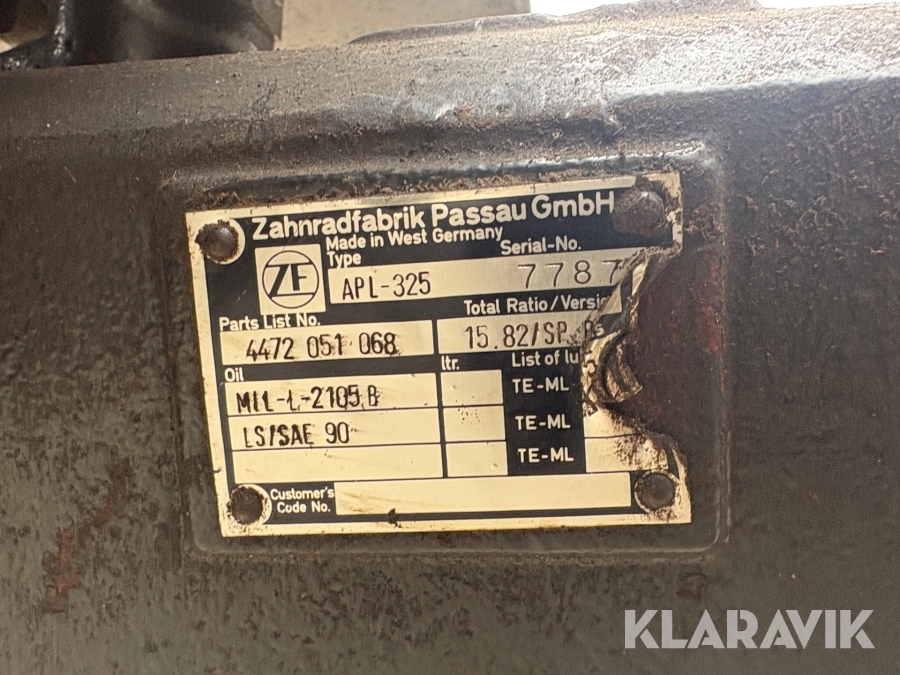 Zahnradfabrik Passau GmbH
Made in West Germany
Type
Serial-No.
ZF
APL-325
7787
Total Ratio/Versio
Parts List No.
4472 051 068
15.82/SP
Oil
ltr.
List of lu
MIL-L-2105 B
TE-ML
LS/SAE 90
TE-ML
TE-ML
Customer's
Code No.
KLARAVIK